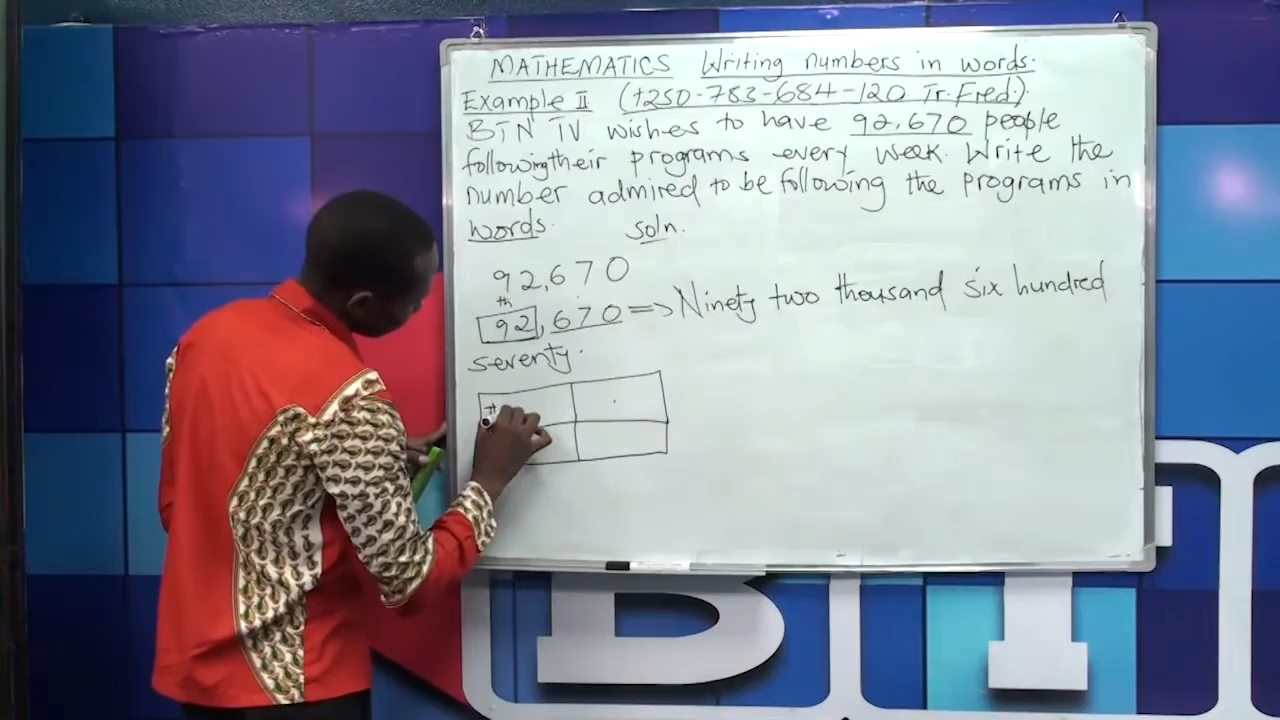 MATHEMATICS Writing numbers in words.
Example II (+250-783-684-120 Tr. Fred.)
BTN TV wishes to have 92,670 people
following their programs every week. Write the
number admired to be following the programs in
words. soln.
92,670
th
92,670 => Ninety two thousand six hundred
seventy.
B T